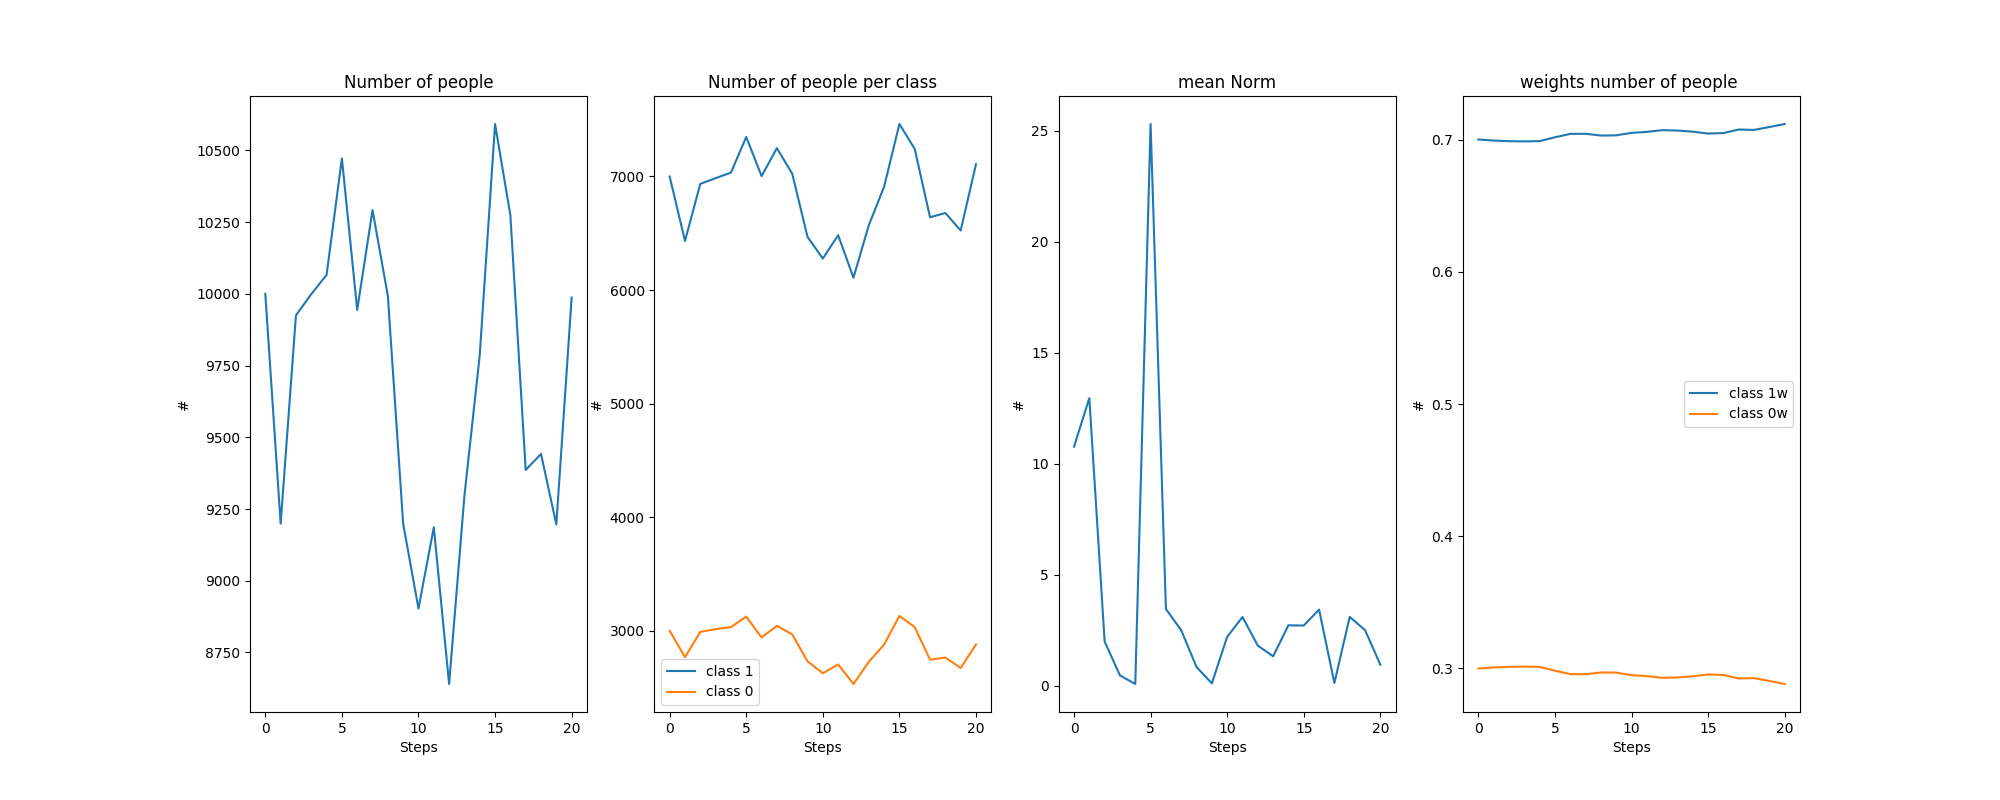 Number of people
10500
10250
10000
9750
9500
9250
9000
8750
#
0 5 10 15 20
Steps
Number of people per class
7000
6000
5000
4000
3000
#
class 1
class 0
0 5 10 15 20
Steps
mean Norm
25
20
15
10
5
0
#
0 5 10 15 20
Steps
weights number of people
0.7
0.6
0.5
0.4
0.3
#
class 1w
class 0w
0 5 10 15 20
Steps